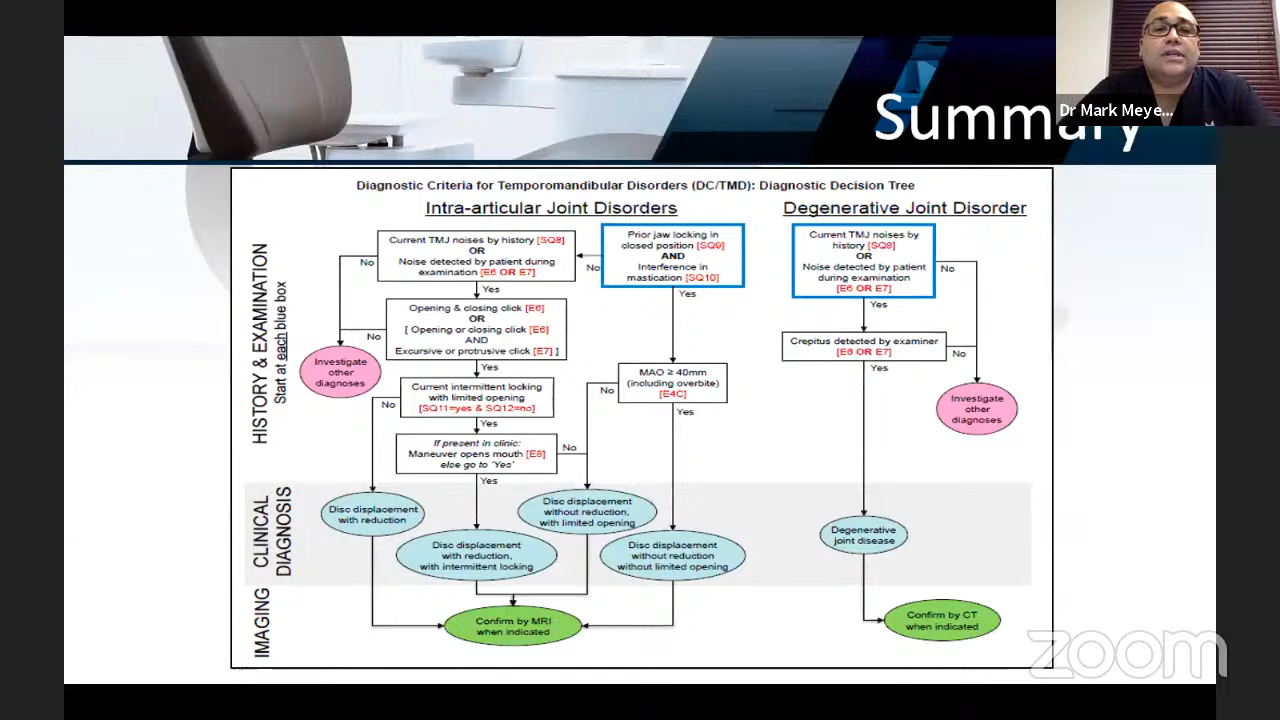 Summary
Dr Mark Meye...
Diagnostic Criteria for Temporomandibular Disorders (DC/TMD): Diagnostic Decision Tree
Intra-articular Joint Disorders
Degenerative Joint Disorder
HISTORY & EXAMINATION
Start at each blue box
Current TMJ noises by history [SQ8]
OR
Noise detected by patient during
examination [E6 OR E7]
No
Yes
Prior jaw locking in
closed position [SQ9]
AND
Interference in
mastication [SQ10]
No
Yes
Opening & closing click [E6]
OR
[ Opening or closing click [E6]
AND
Excursive or protrusive click [E7] ]
No
Yes
Investigate
other
diagnoses
Current intermittent locking
with limited opening
[SQ11=yes & SQ12=no]
No
Yes
MAO ≥ 40mm
(including overbite)
[E4C]
No
Yes
If present in clinic:
Maneuver opens mouth [E8]
else go to 'Yes'
No
Yes
Current TMJ noises by
history [SQ8]
OR
Noise detected by patient
during examination
[E6 OR E7]
No
Yes
Crepitus detected by examiner
[E6 OR E7]
No
Yes
Investigate
other
diagnoses
CLINICAL
DIAGNOSIS
Disc displacement
with reduction
Disc displacement
with reduction,
with intermittent locking
Disc displacement
without reduction,
with limited opening
Disc displacement
without reduction
without limited opening
Degenerative
joint disease
IMAGING
Confirm by MRI
when indicated
Confirm by CT
when indicated
zoom